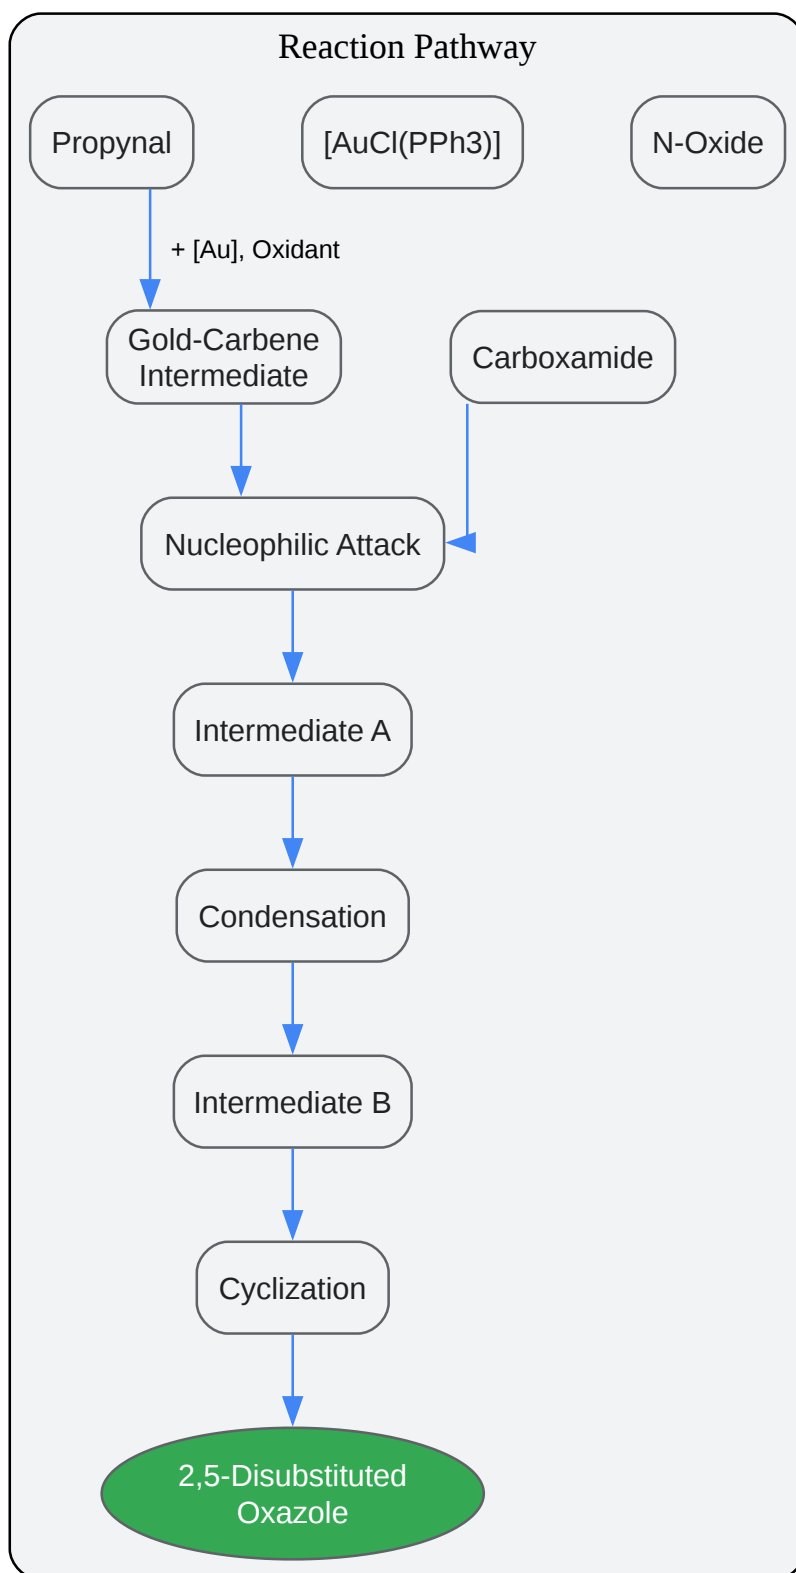 Reaction Pathway
Propynal
[AuCl(PPh3)]
N-Oxide
+ [Au], Oxidant
Gold-Carbene
Intermediate
Carboxamide
Nucleophilic Attack
Intermediate A
Condensation
Intermediate B
Cyclization
2,5-Disubstituted
Oxazole